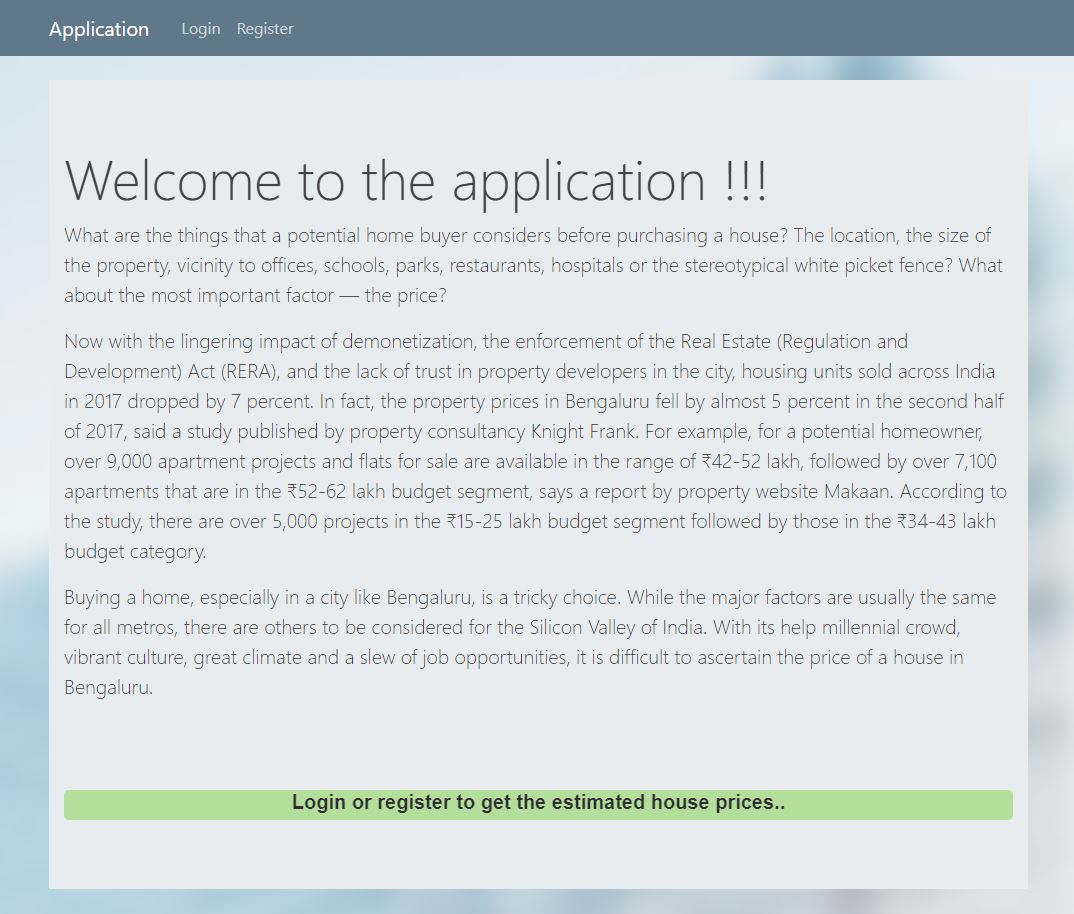 Application Login Register
Welcome to the application !!!
What are the things that a potential home buyer considers before purchasing a house? The location, the size of
the property, vicinity to offices, schools, parks, restaurants, hospitals or the stereotypical white picket fence? What
about the most important factor — the price?
Now with the lingering impact of demonetization, the enforcement of the Real Estate (Regulation and
Development) Act (RERA), and the lack of trust in property developers in the city, housing units sold across India
in 2017 dropped by 7 percent. In fact, the property prices in Bengaluru fell by almost 5 percent in the second half
of 2017, said a study published by property consultancy Knight Frank. For example, for a potential homeowner,
over 9,000 apartment projects and flats for sale are available in the range of ₹42-52 lakh, followed by over 7,100
apartments that are in the ₹52-62 lakh budget segment, says a report by property website Makaan. According to
the study, there are over 5,000 projects in the ₹15-25 lakh budget segment followed by those in the ₹34-43 lakh
budget category.
Buying a home, especially in a city like Bengaluru, is a tricky choice. While the major factors are usually the same
for all metros, there are others to be considered for the Silicon Valley of India. With its help millennial crowd,
vibrant culture, great climate and a slew of job opportunities, it is difficult to ascertain the price of a house in
Bengaluru.
Login or register to get the estimated house prices..